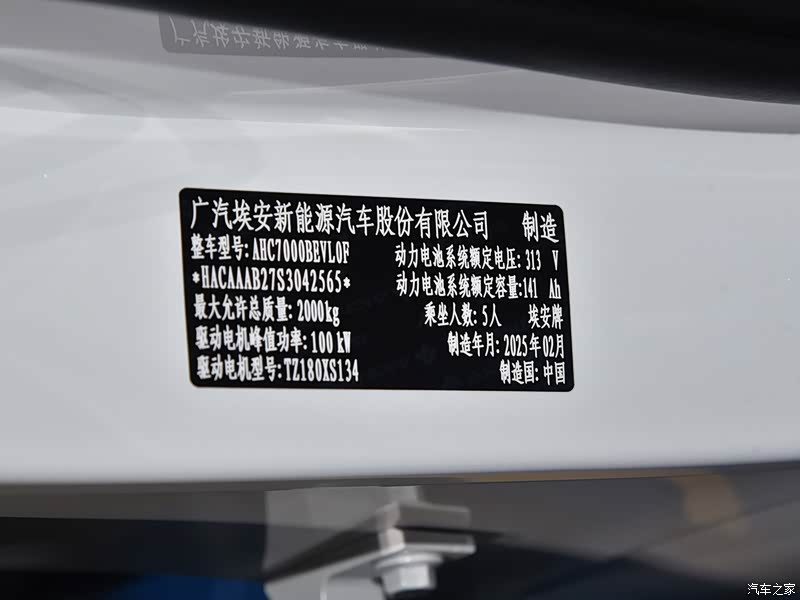 广汽埃安新能源汽车股份有限公司 制造
整车型号: AHC7000BEVL0F 动力电池系统额定电压: 313 V
*HACAAAB27S3042565* 动力电池系统额定容量:141 Ah
最大允许总质量: 2000kg 乘坐人数: 5人 埃安牌
驱动电机峰值功率: 100 kW 制造年月: 2025年02月
驱动电机型号: TZ180XS134 制造国: 中国
汽车之家